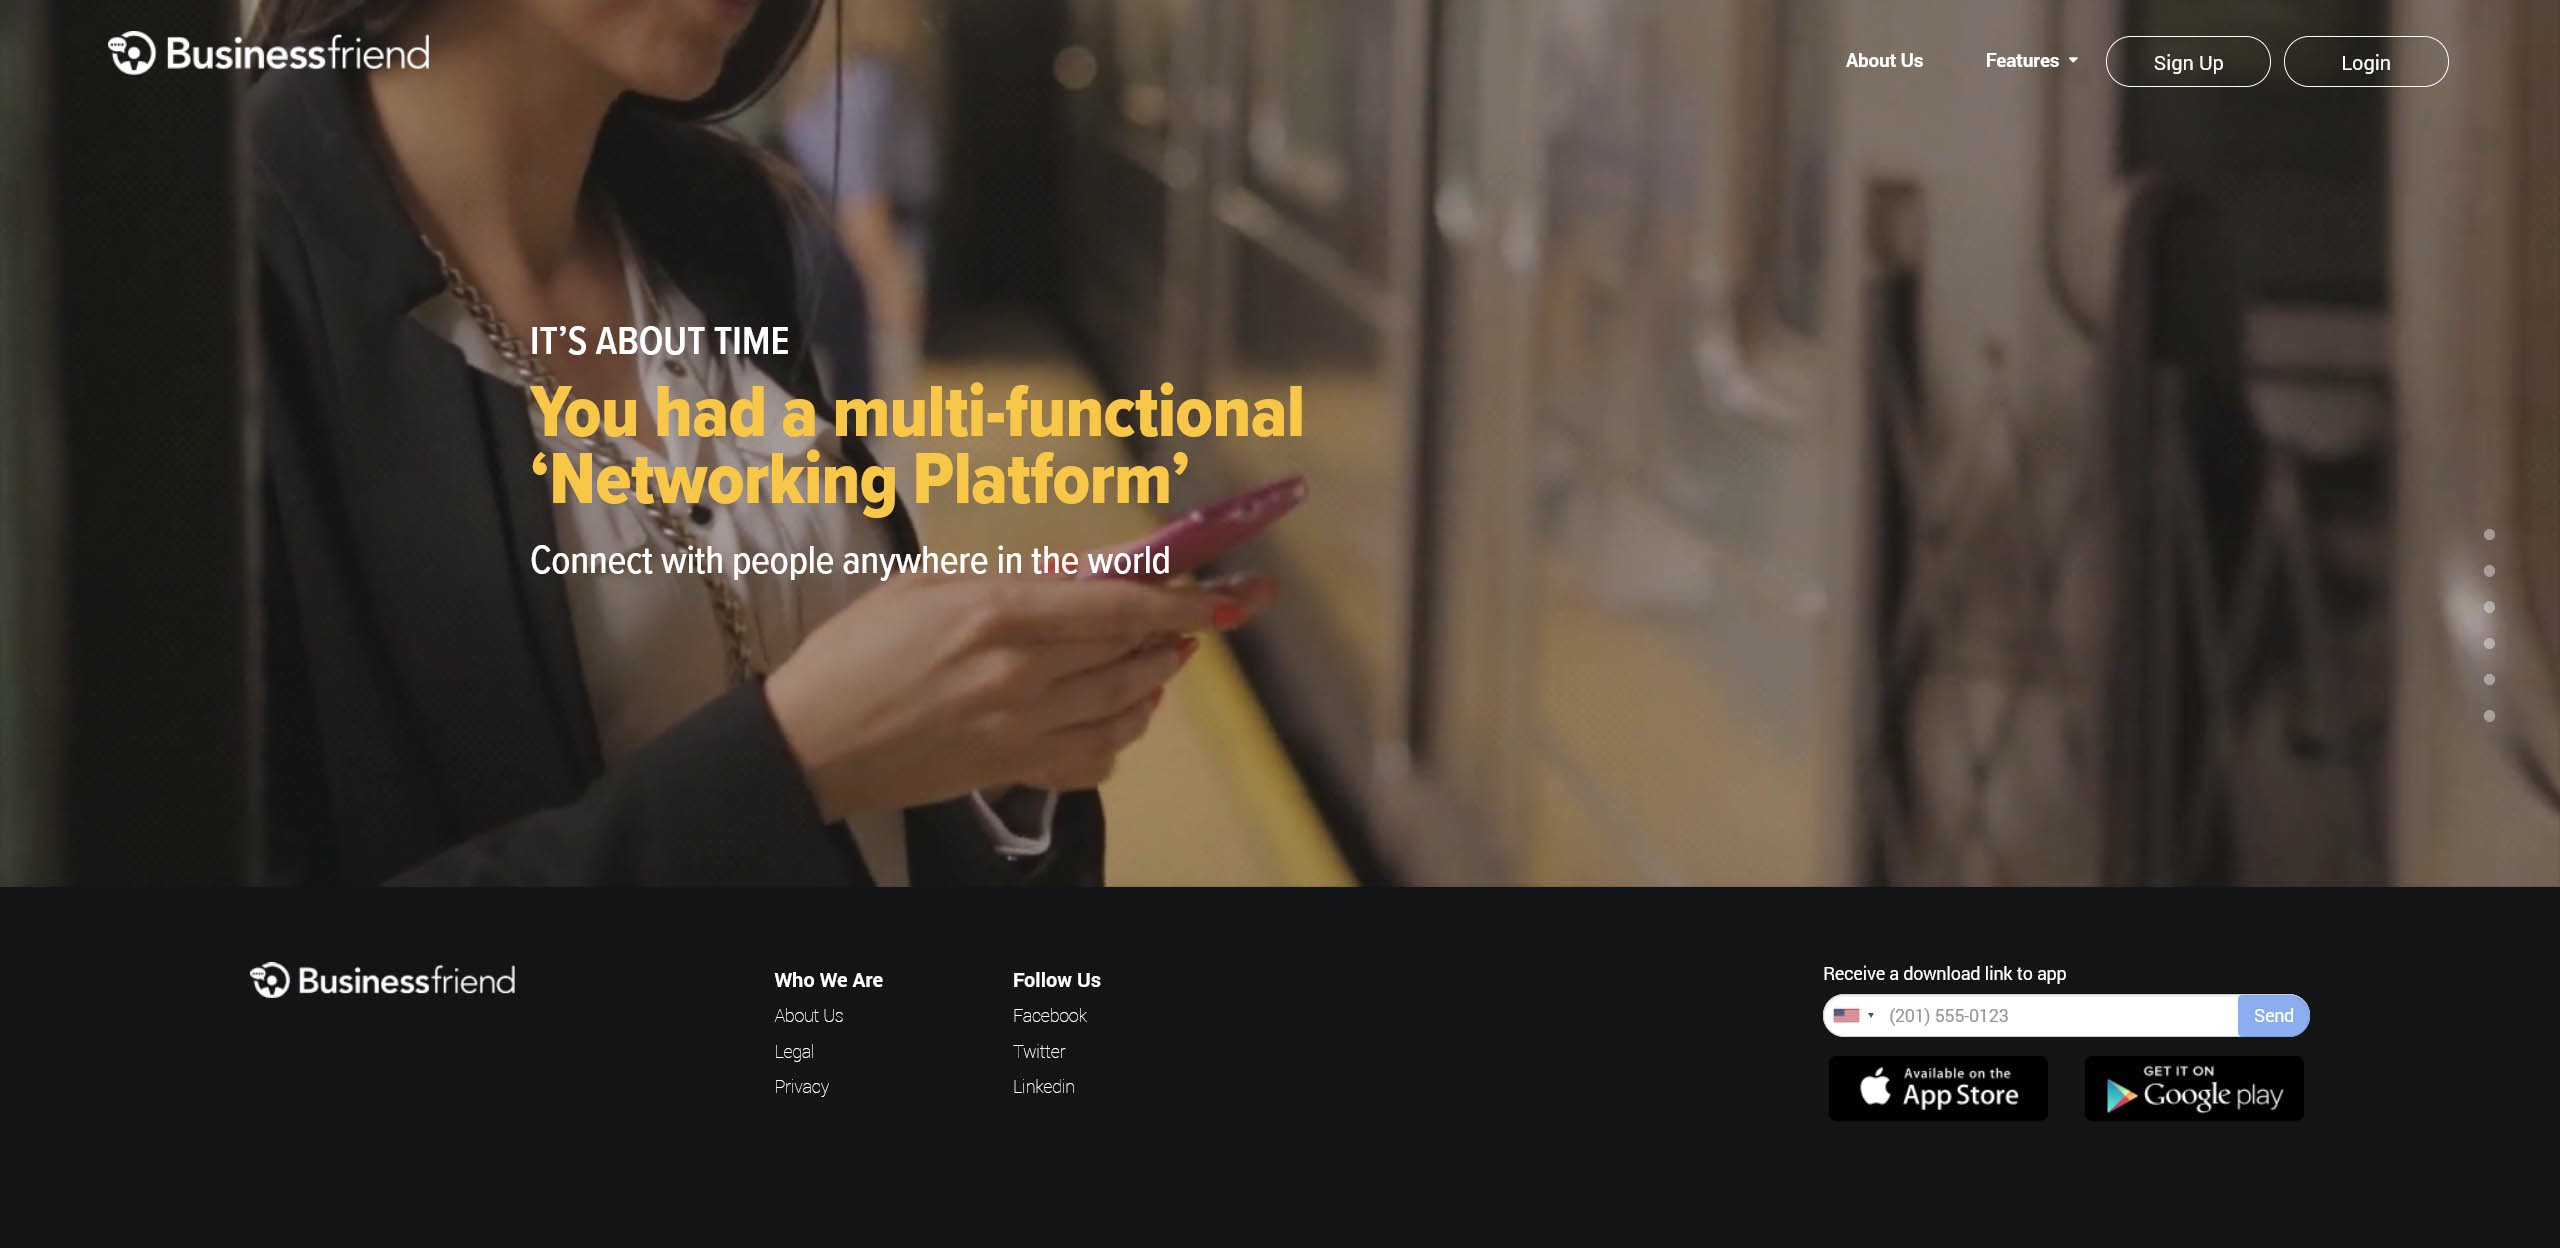 Businessfriend
About Us
Features
Sign Up
Login
IT’S ABOUT TIME
You had a multi-functional
‘Networking Platform’
Connect with people anywhere in the world
Businessfriend
Who We Are
About Us
Legal
Privacy
Follow Us
Facebook
Twitter
Linkedin
Receive a download link to app
(201) 555-0123
Send
Available on the
App Store
GET IT ON
Google play